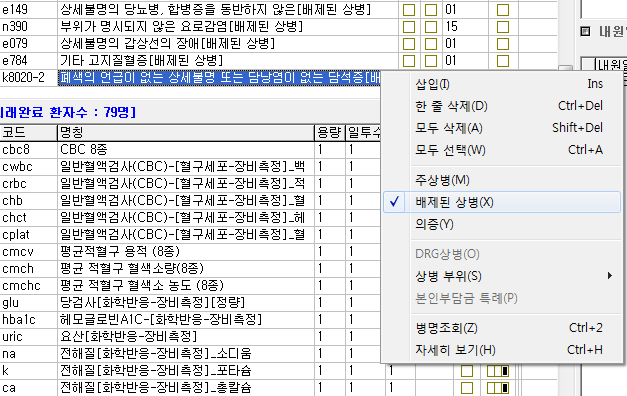 e149 상세불명의 당뇨병, 합병증을 동반하지 않은[배제된 상병] 01
n390 부위가 명시되지 않은 요로감염[배제된 상병] 15
e079 상세불명의 갑상선의 장애[배제된 상병] 01
e784 기타 고지질혈증[배제된 상병] 01
k8020-2 폐색의 언급이 없는 상세불명 또는 담낭염이 없는 담석증[배
내원
내원일
삽입(I) Ins
한 줄 삭제(D) Ctrl+Del
모두 삭제(A) Shift+Del
모두 선택(W) Ctrl+A
주상병(M)
배제된 상병(X)
의증(Y)
DRG상병(O)
상병 부위(S)
본인부담금 특례(P)
병명조회(Z) Ctrl+2
자세히 보기(H) Ctrl+H
래완료 환자수 : 79명]
코드 명칭 용량 일투수
cbc8 CBC 8종 1 1
cwbc 일반혈액검사(CBC)-[혈구세포-장비측정]_백 1 1
crbc 일반혈액검사(CBC)-[혈구세포-장비측정]_적 1 1
chb 일반혈액검사(CBC)-[혈구세포-장비측정]_혈 1 1
chct 일반혈액검사(CBC)-[혈구세포-장비측정]_헤 1 1
cplat 일반혈액검사(CBC)-[혈구세포-장비측정]_혈 1 1
cmcv 평균적혈구 용적 (8종) 1 1
cmch 평균 적혈구 혈색소량(8종) 1 1
cmchc 평균 적혈구 혈색소 농도 (8종) 1 1
glu 당검사[화학반응-장비측정][정량] 1 1
hba1c 헤모글로빈A1C-[화학반응-장비측정] 1 1
uric 요산[화학반응-장비측정] 1 1
na 전해질[화학반응-장비측정]_소디움 1 1
k 전해질[화학반응-장비측정]_포타슘 1 1 1
ca 전해질[화학반응-장비측정]_총칼슘 1 1 1